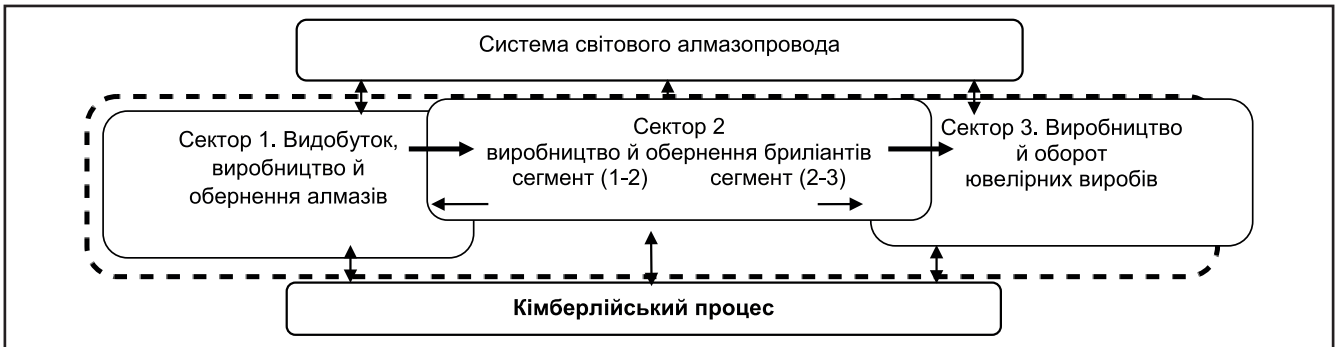 Система світового алмазопровода
Сектор 1. Видобуток,
виробництво й
обернення алмазів
Сектор 2
виробництво й обернення бриліантів
сегмент (1-2) сегмент (2-3)
Сектор 3. Виробництво
й оборот
ювелірних виробів
Кімберлійський процес